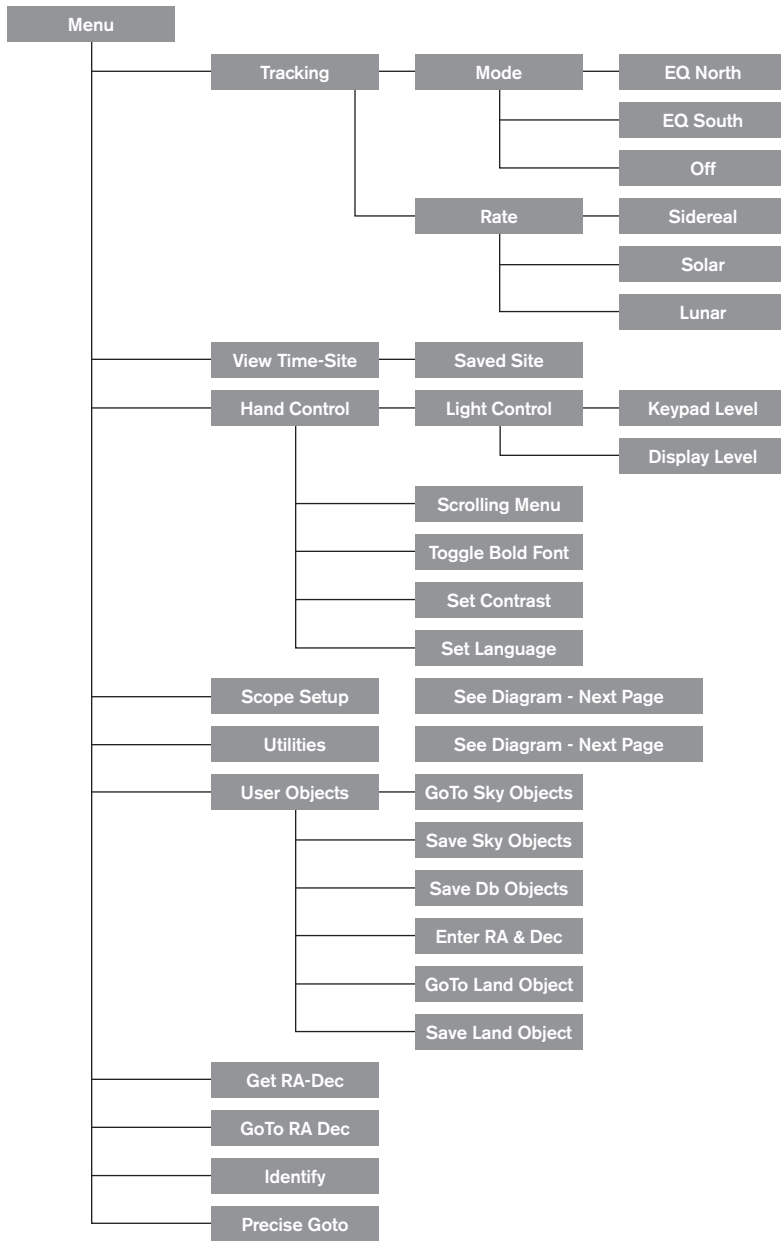 Menu
Tracking
Mode
EQ North
EQ South
Off
Rate
Sidereal
Solar
Lunar
View Time-Site
Saved Site
Hand Control
Light Control
Keypad Level
Display Level
Scrolling Menu
Toggle Bold Font
Set Contrast
Set Language
Scope Setup
See Diagram - Next Page
Utilities
See Diagram - Next Page
User Objects
GoTo Sky Objects
Save Sky Objects
Save Db Objects
Enter RA & Dec
GoTo Land Object
Save Land Object
Get RA-Dec
GoTo RA Dec
Identify
Precise Goto